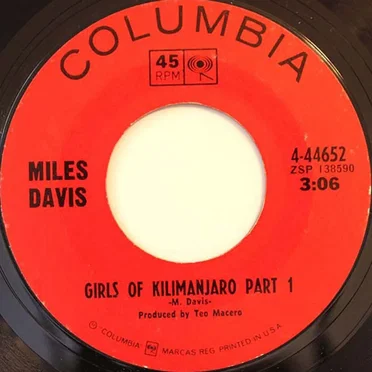 COLUMBIA
45
RPM
MILES
DAVIS
4-44652
ZSP 138590
3:06
GIRLS OF KILIMANJARO PART 1
-M. Davis-
Produced by Teo Macero
"COLUMBIA" MARCAS REG. PRINTED IN U.S.A.